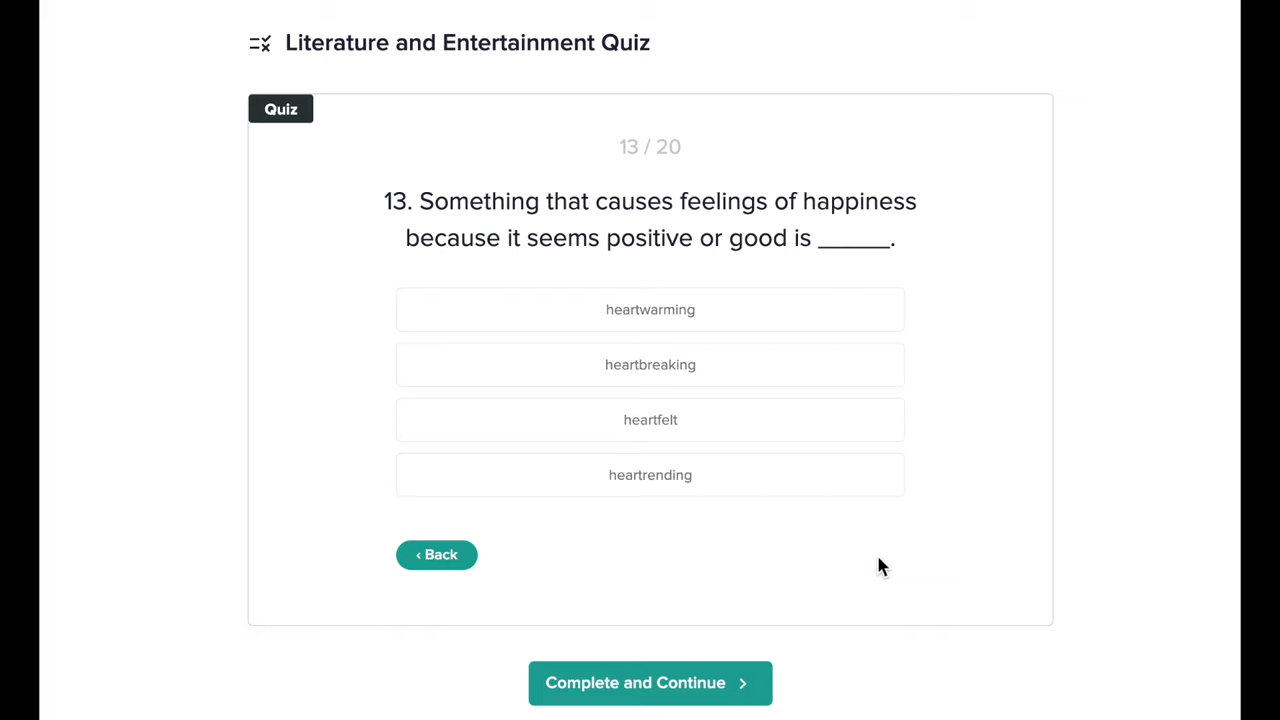 Literature and Entertainment Quiz
Quiz
13 / 20
13. Something that causes feelings of happiness
because it seems positive or good is _____.
heartwarming
heartbreaking
heartfelt
heartrending
‹ Back
Complete and Continue >